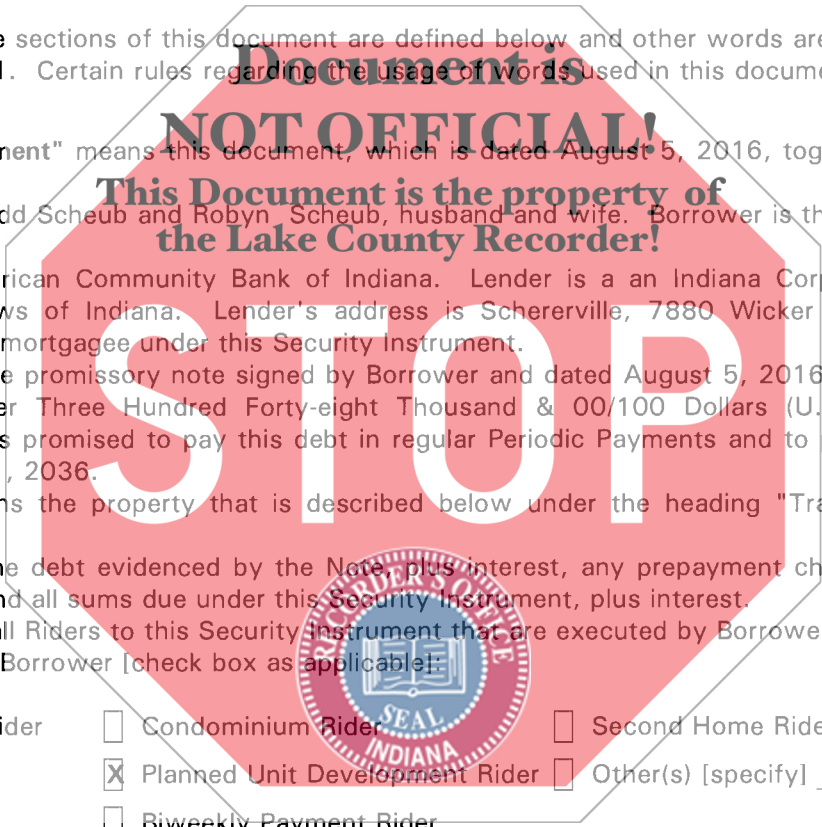 sections of this document are defined below and other words are
. Certain rules regarding the usage of words used in this docume
Document is
NOT OFFICIAL!
ment" means this document, which is dated August 5, 2016, tog
This Document is the property of
dd Scheub and Robyn Scheub, husband and wife. Borrower is th
the Lake County Recorder!
rican Community Bank of Indiana. Lender is a an Indiana Corp
ws of Indiana. Lender's address is Schererville, 7880 Wicker
mortgagee under this Security Instrument.
e promissory note signed by Borrower and dated August 5, 2016
er Three Hundred Forty-eight Thousand & 00/100 Dollars (U.
s promised to pay this debt in regular Periodic Payments and to
, 2036.
STOP
ns the property that is described below under the heading "Tra
e debt evidenced by the Note, plus interest, any prepayment ch
nd all sums due under this Security Instrument, plus interest.
ll Riders to this Security Instrument that are executed by Borrowe
Borrower [check box as applicable]:
RECORDER'S OFFICE
SEAL
INDIANA
ider Condominium Rider Second Home Ride
X Planned Unit Development Rider Other(s) [specify]
Biweekly Payment Rider